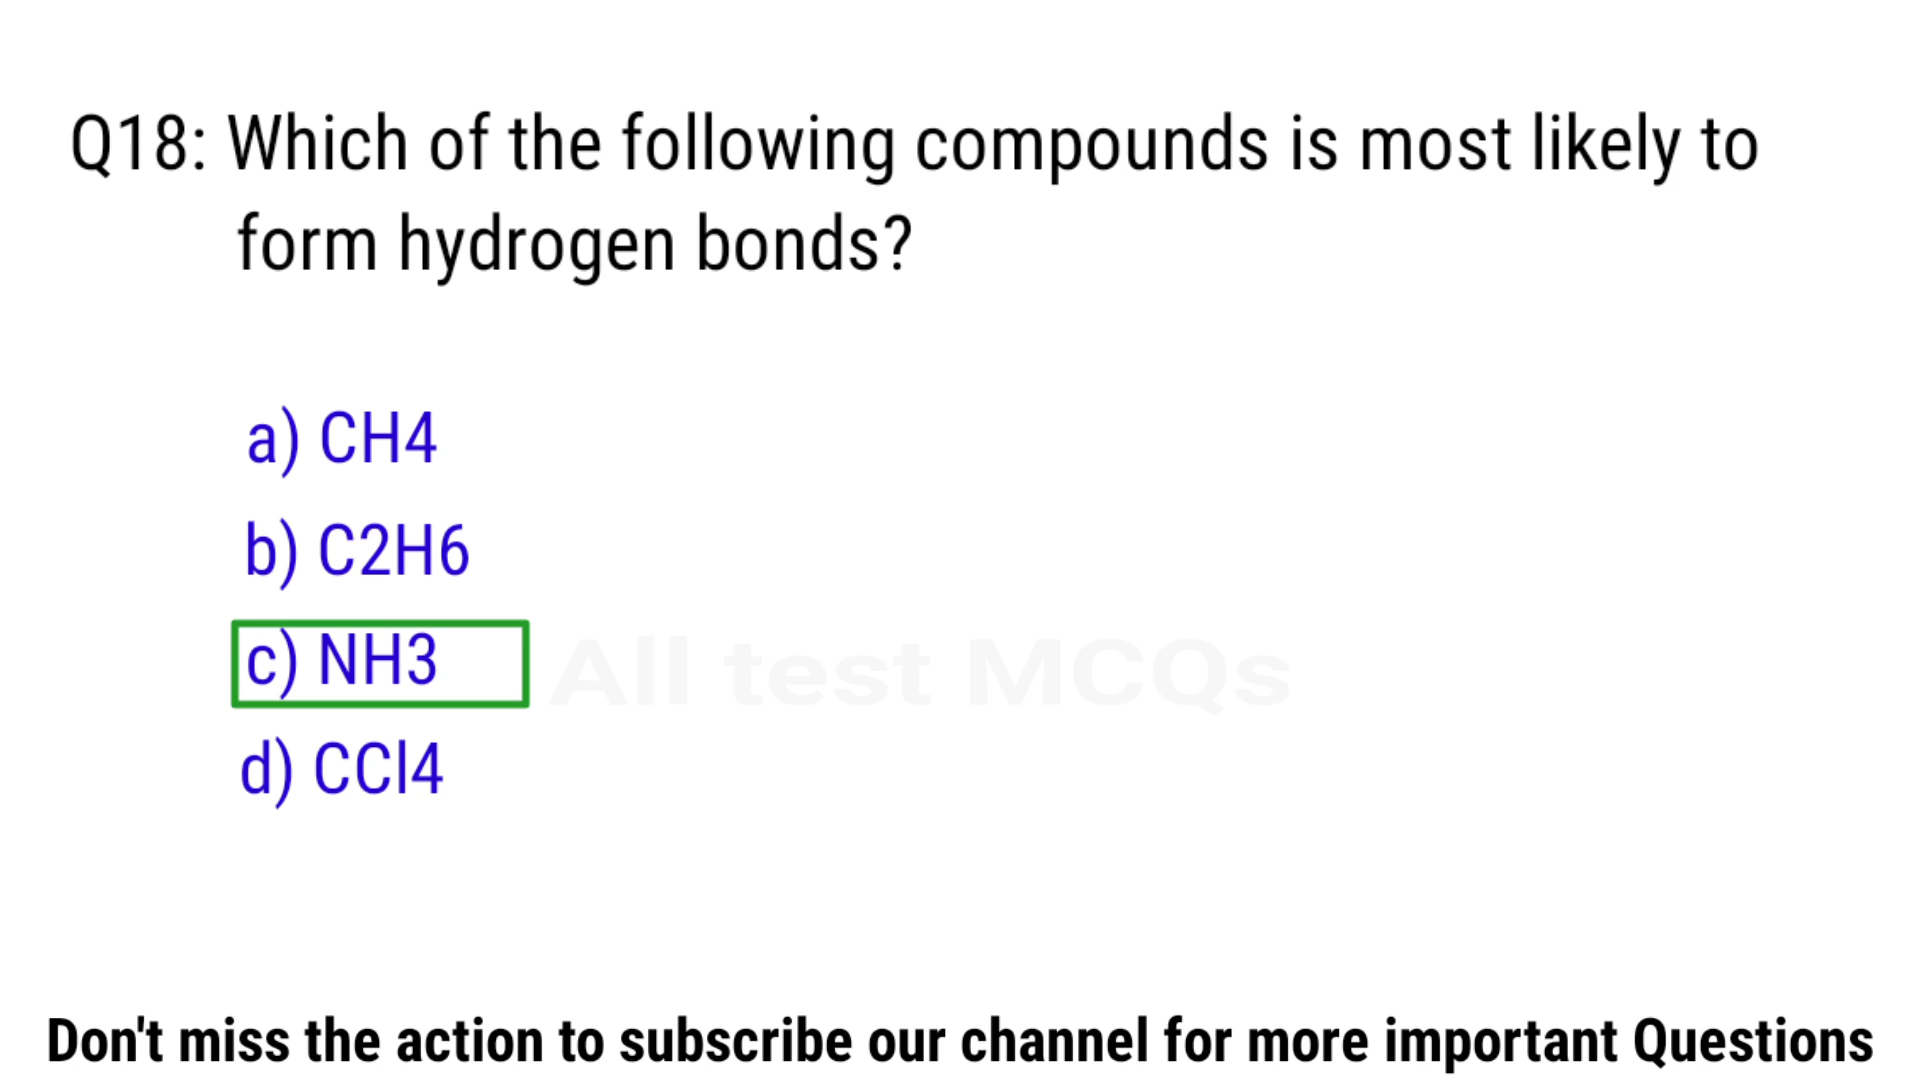 Q18: Which of the following compounds is most likely to
form hydrogen bonds?
a) CH4
b) C2H6
c) NH3
All test MCQs
d) CCl4
Don't miss the action to subscribe our channel for more important Questions